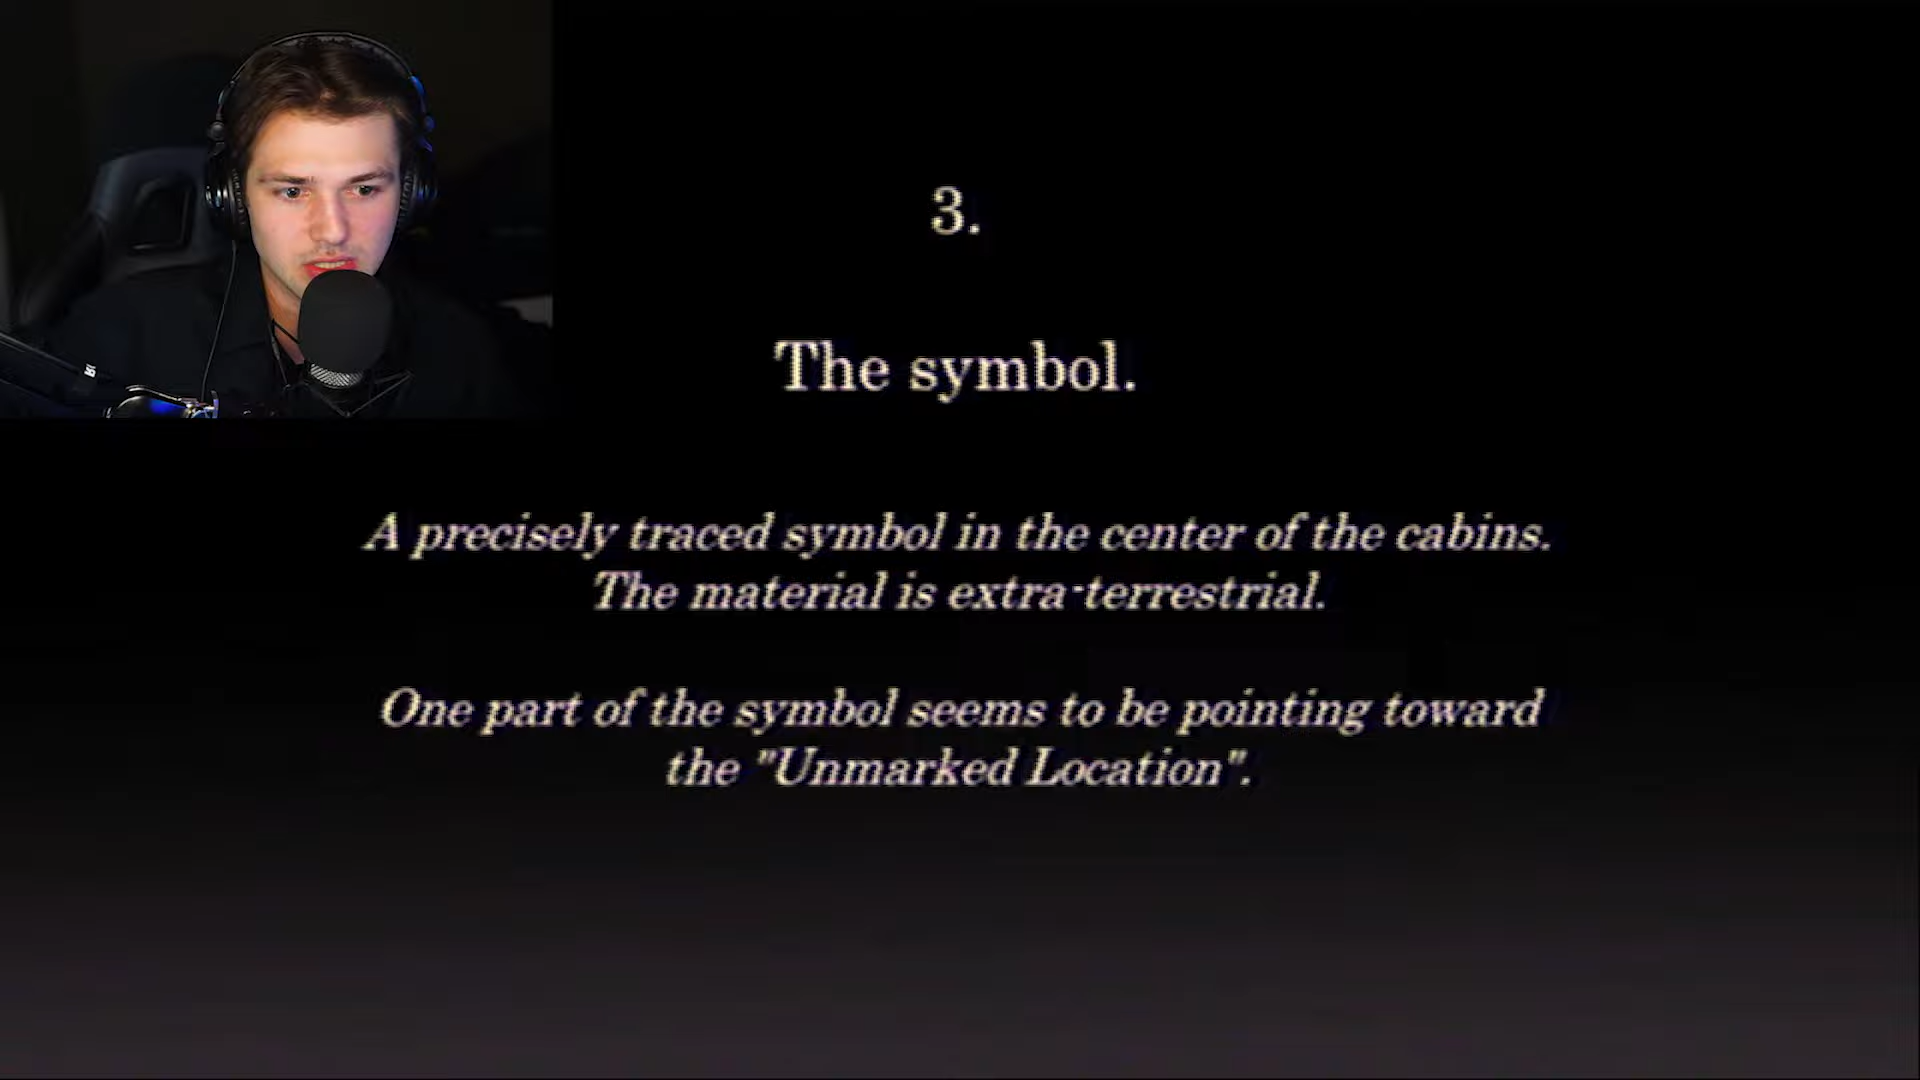 3.
The symbol.
A precisely traced symbol in the center of the cabins.
The material is extra-terrestrial.
One part of the symbol seems to be pointing toward
the "Unmarked Location".